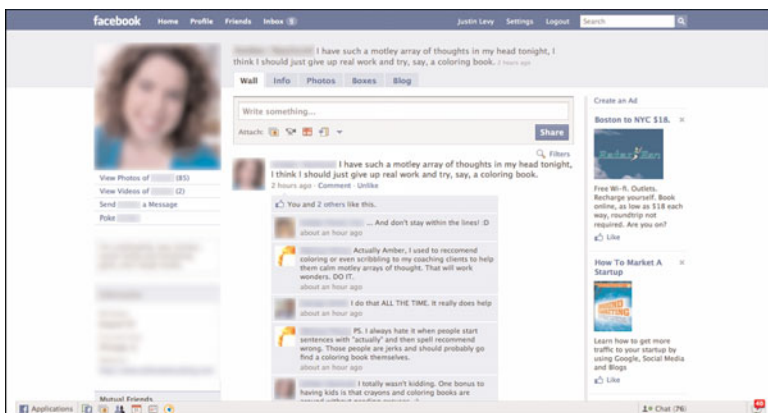 facebook Home Profile Friends Inbox 5 Justin Levy Settings Logout Search
I have such a motley array of thoughts in my head tonight, I
think I should just give up real work and try, say, a coloring book. 2 hours ago
Wall Info Photos Boxes Blog
Write something...
Attach:
Share
Filters
I have such a motley array of thoughts in my head tonight,
I think I should just give up real work and try, say, a coloring book.
2 hours ago · Comment · Unlike
You and 2 others like this.
... And don't stay within the lines! :D
about an hour ago
Actually Amber, I used to reccomend
coloring or even scribbling to my coaching clients to help
them calm motley arrays of thought. That will work
wonders. DO IT.
about an hour ago
I do that ALL THE TIME. It really does help
about an hour ago
PS. I always hate it when people start
sentences with "actually" and then spell recommend
wrong. Those people are jerks and should probably go
find a coloring book themselves.
about an hour ago
I totally wasn't kidding. One bonus to
having kids is that crayons and coloring books are
View Photos of (85)
View Videos of (2)
Send a Message
Poke
Mutual Friends
Create an Ad
Boston to NYC $18. ×
Free Wi-fi. Outlets.
Recharge yourself. Book
online, as low as $18 each
way, roundtrip not
required. Are you on?
Like
How To Market A
Startup ×
Learn how to get more
traffic to your startup by
using Google, Social Media
and Blogs
Like
Applications
Chat (76)